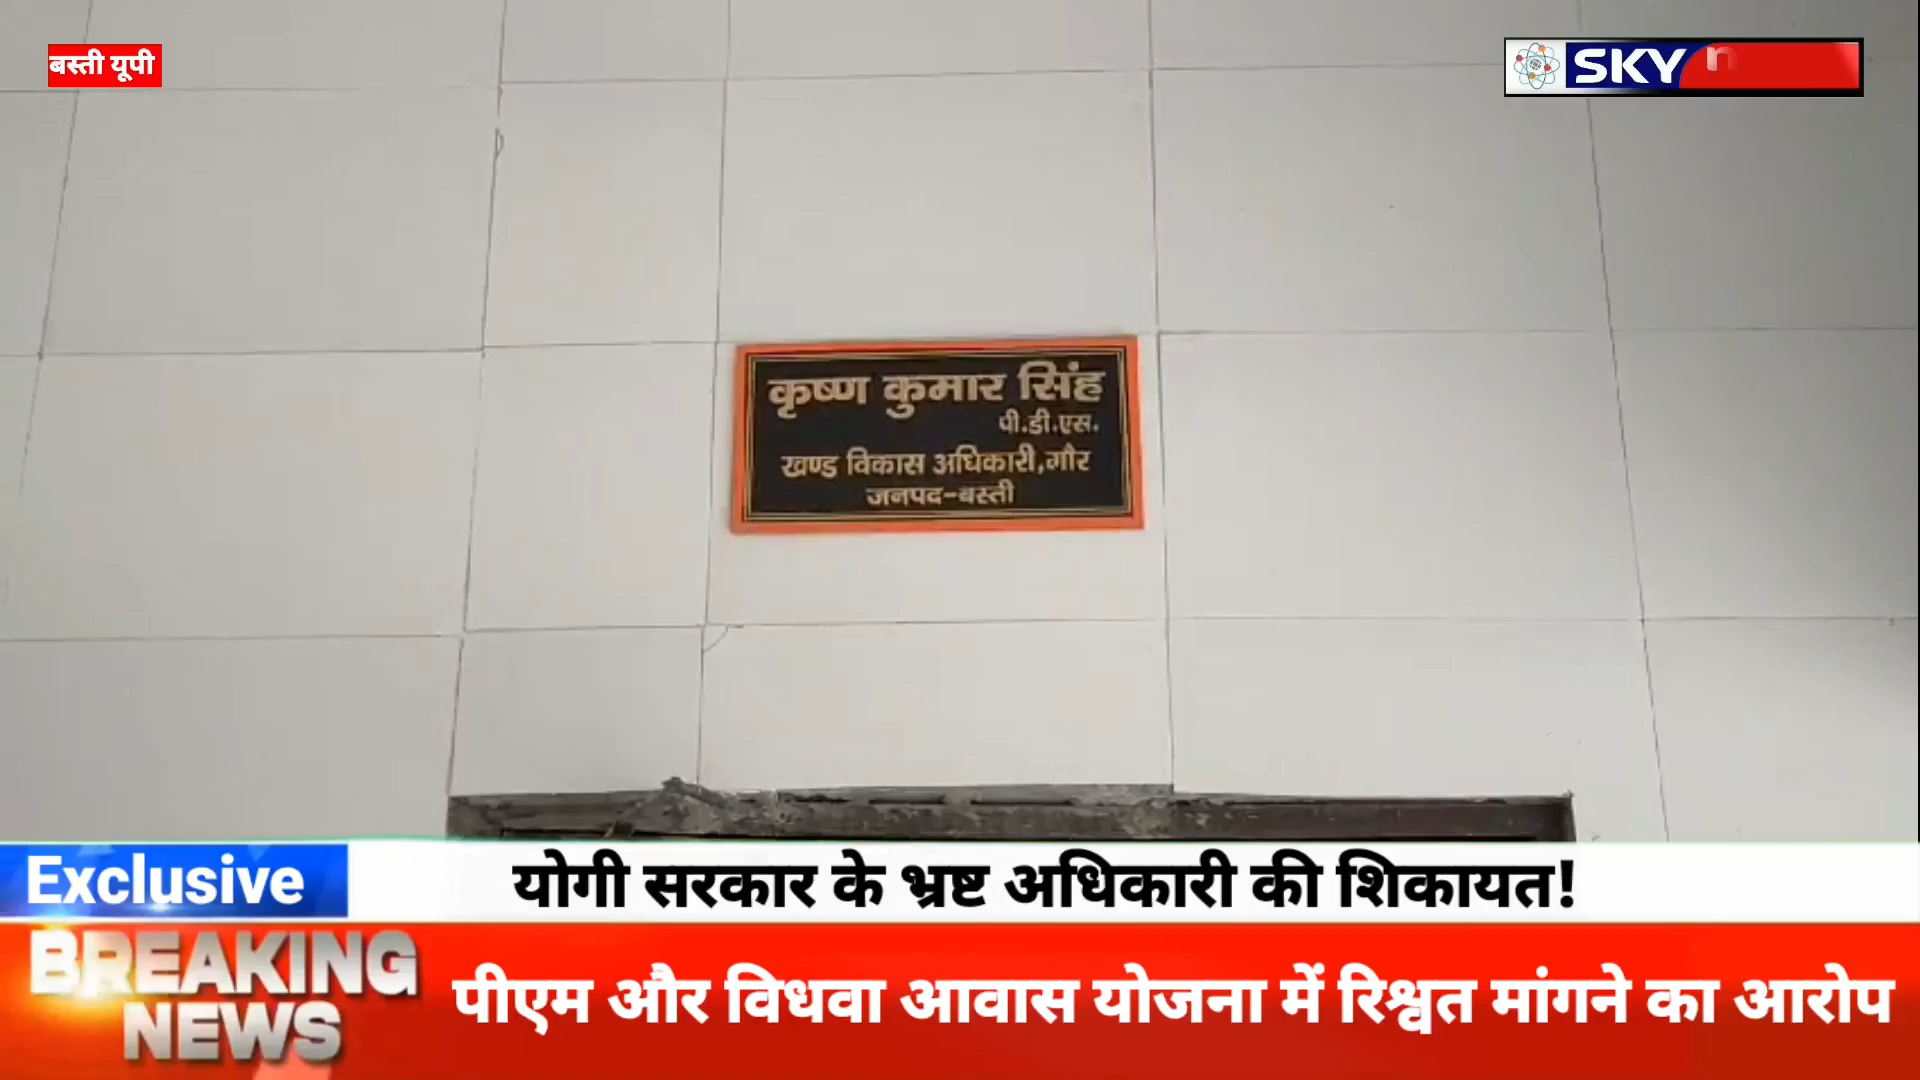 बस्ती यूपी
SKY n
कृष्ण कुमार सिंह
पी.डी.एस.
खण्ड विकास अधिकारी,गौर
जनपद-बस्ती
Exclusive
योगी सरकार के भ्रष्ट अधिकारी की शिकायत!
BREAKING
NEWS
पीएम और विधवा आवास योजना में रिश्वत मांगने का आरोप